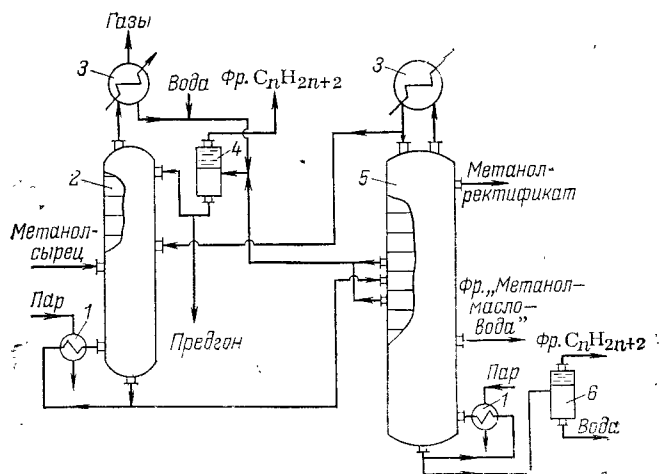 Газы
3
Вода
Фр. CnH2n+2
3
4
2
5
Метанол-
ректификат
Метанол-
сырец
Пар
1
Предгон
Фр. „Метанол-
масло-
вода"
Фр. CnH2n+2
Пар
1
6
Вода